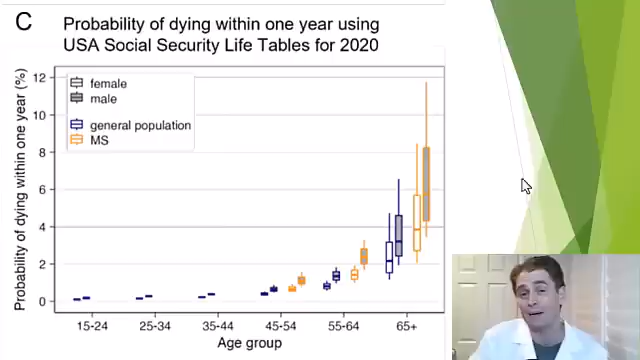 C
Probability of dying within one year using
USA Social Security Life Tables for 2020
Probability of dying within one year (%)
12
10
8
6
4
2
0
female
male
general population
MS
15-24
25-34
35-44
45-54
55-64
65+
Age group